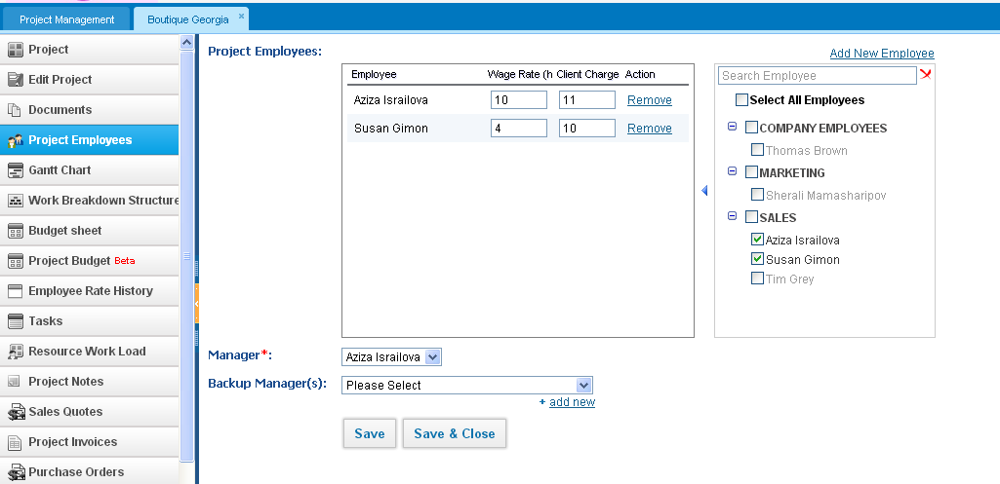 Project Management
Boutique Georgia
Project
Edit Project
Documents
Project Employees
Gantt Chart
Work Breakdown Structure
Budget sheet
Project Budget Beta
Employee Rate History
Tasks
Resource Work Load
Project Notes
Sales Quotes
Project Invoices
Purchase Orders
Project Employees:
Employee Wage Rate (h Client Charge Action
Aziza Israilova 10 11 Remove
Susan Gimon 4 10 Remove
Add New Employee
Search Employee
Select All Employees
COMPANY EMPLOYEES
Thomas Brown
MARKETING
Sherali Mamasharipov
SALES
Aziza Israilova
Susan Gimon
Tim Grey
Manager*: Aziza Israilova
Backup Manager(s): Please Select
+ add new
Save Save & Close